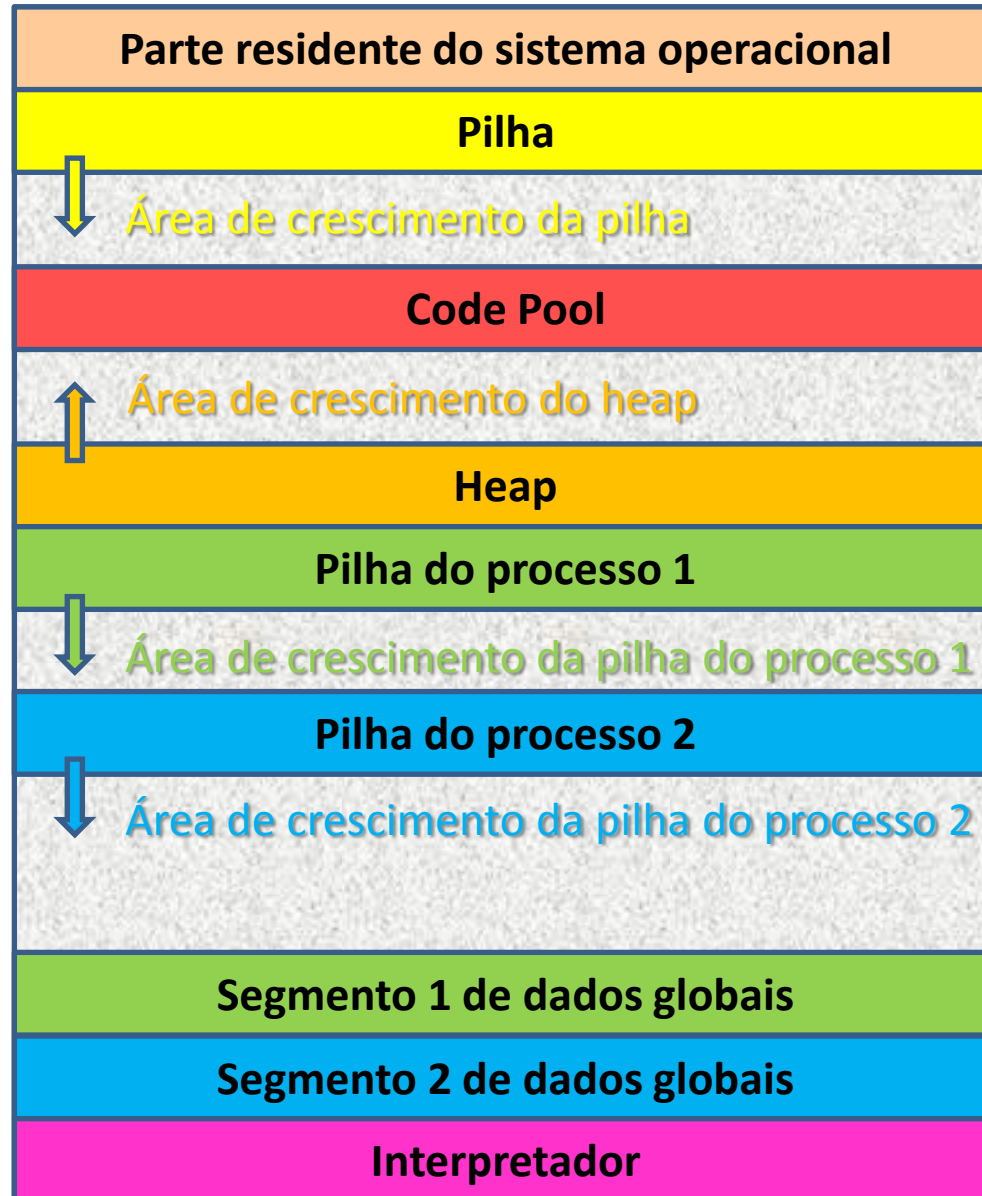 Parte residente do sistema operacional
Pilha
Área de crescimento da pilha
Code Pool
Área de crescimento do heap
Heap
Pilha do processo 1
Área de crescimento da pilha do processo 1
Pilha do processo 2
Área de crescimento da pilha do processo 2
Segmento 1 de dados globais
Segmento 2 de dados globais
Interpretador